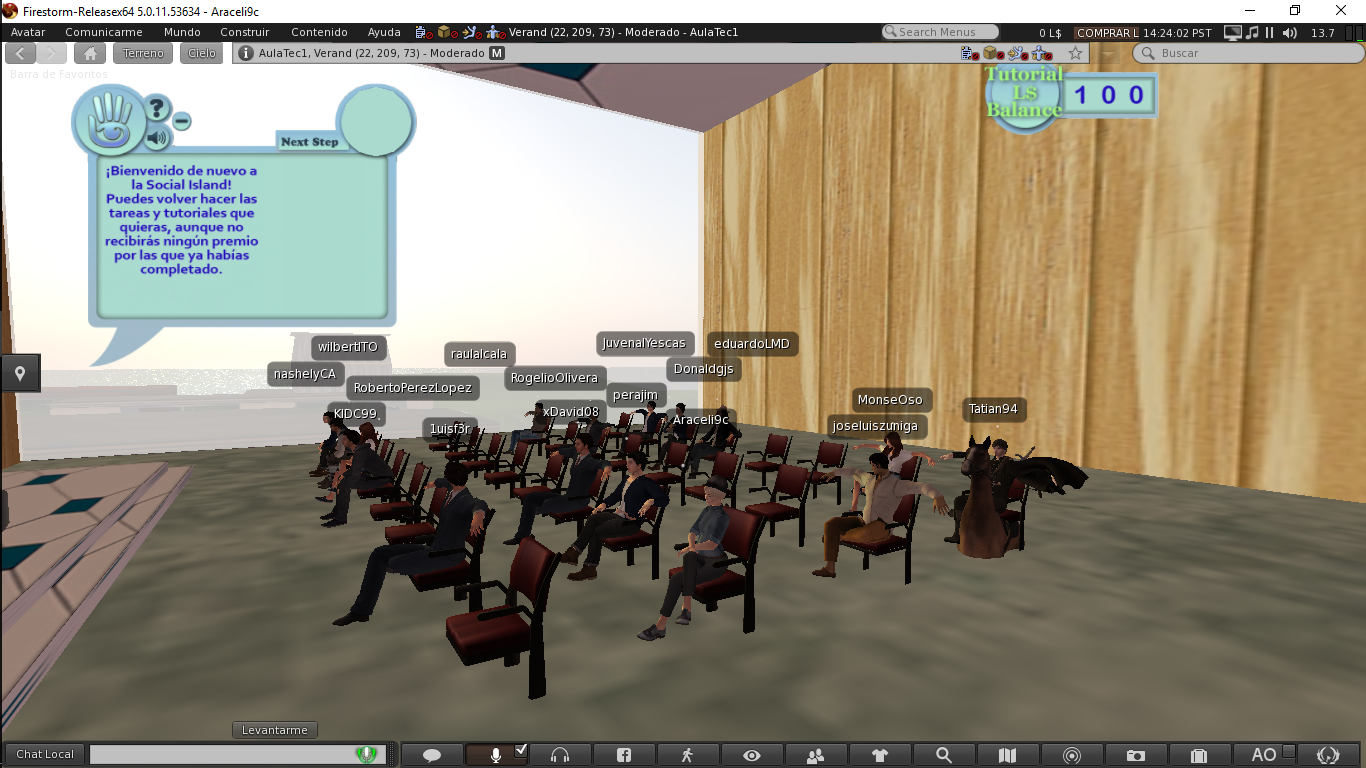 Firestorm-Releasex64 5.0.11.53634 - Araceli9c
Avatar Comunicarme Mundo Construir Contenido Ayuda Verand (22, 209, 73) - Moderado - AulaTec1 Search Menus 0 L$ COMPRAR L 14:24:02 PST 13.7
Terreno Cielo AulaTec1, Verand (22, 209, 73) - Moderado M Buscar
Barra de Favoritos
Tutorial
L$
Balance
1 0 0
?
Next Step
¡Bienvenido de nuevo a
la Social Island!
Puedes volver hacer las
tareas y tutoriales que
quieras, aunque no
recibirás ningún premio
por las que ya habías
completado.
wilbertITO
raulalcala
JuvenalYescas
eduardoLMD
nashelyCA
RobertoPerezLopez
RogelioOlivera
Donaldgjs
perajim
KIDC99
1uisf3r
xDavid08
Araceli9c
MonseOso
joseluiszuniga
Tatian94
Levantarme
Chat Local
AO